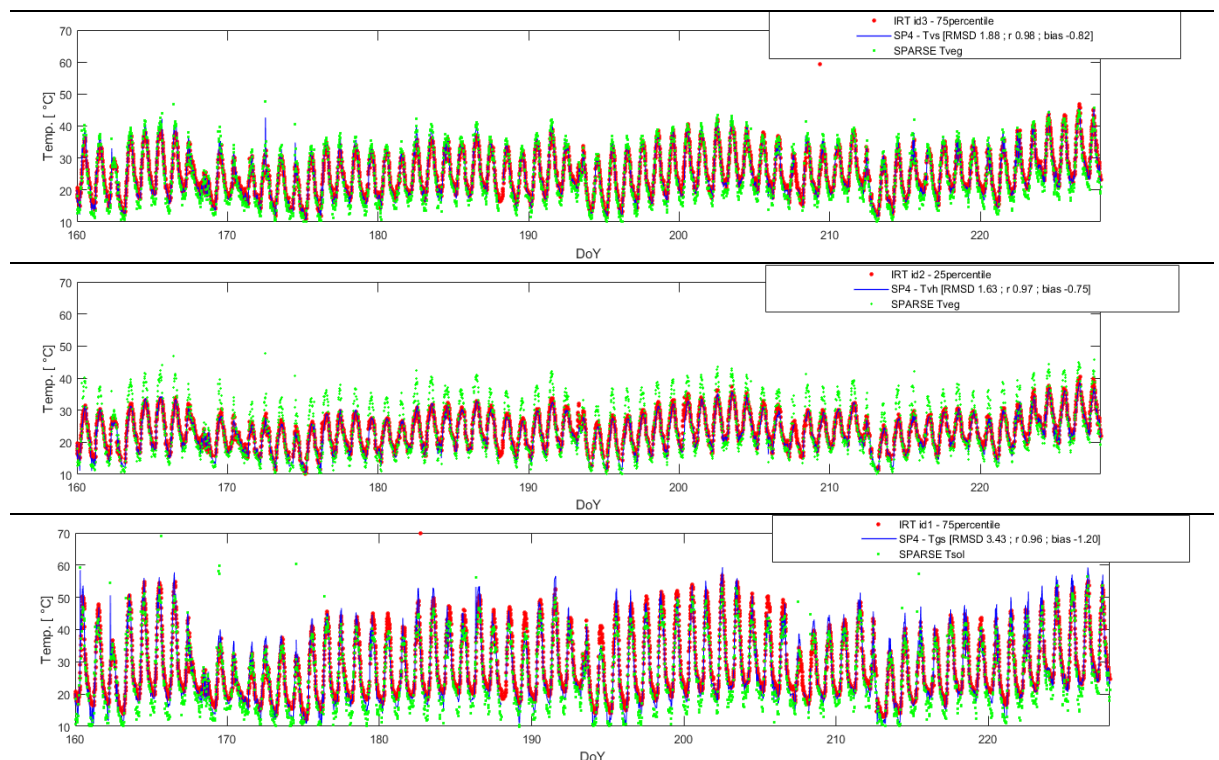 IRT id3 - 75percentile
SP4 - Tvs [RMSD 1.88 ; r 0.98 ; bias -0.82]
SPARSE Tveg
70
60
50
40
30
20
10
Temp. [ °C]
160 170 180 190 200 210 220
DoY
IRT id2 - 25percentile
SP4 - Tvh [RMSD 1.63 ; r 0.97 ; bias -0.75]
SPARSE Tveg
70
60
50
40
30
20
10
Temp. [ °C]
160 170 180 190 200 210 220
DoY
IRT id1 - 75percentile
SP4 - Tgs [RMSD 3.43 ; r 0.96 ; bias -1.20]
SPARSE Tsol
70
60
50
40
30
20
10
Temp. [ °C]
160 170 180 190 200 210 220
DoY